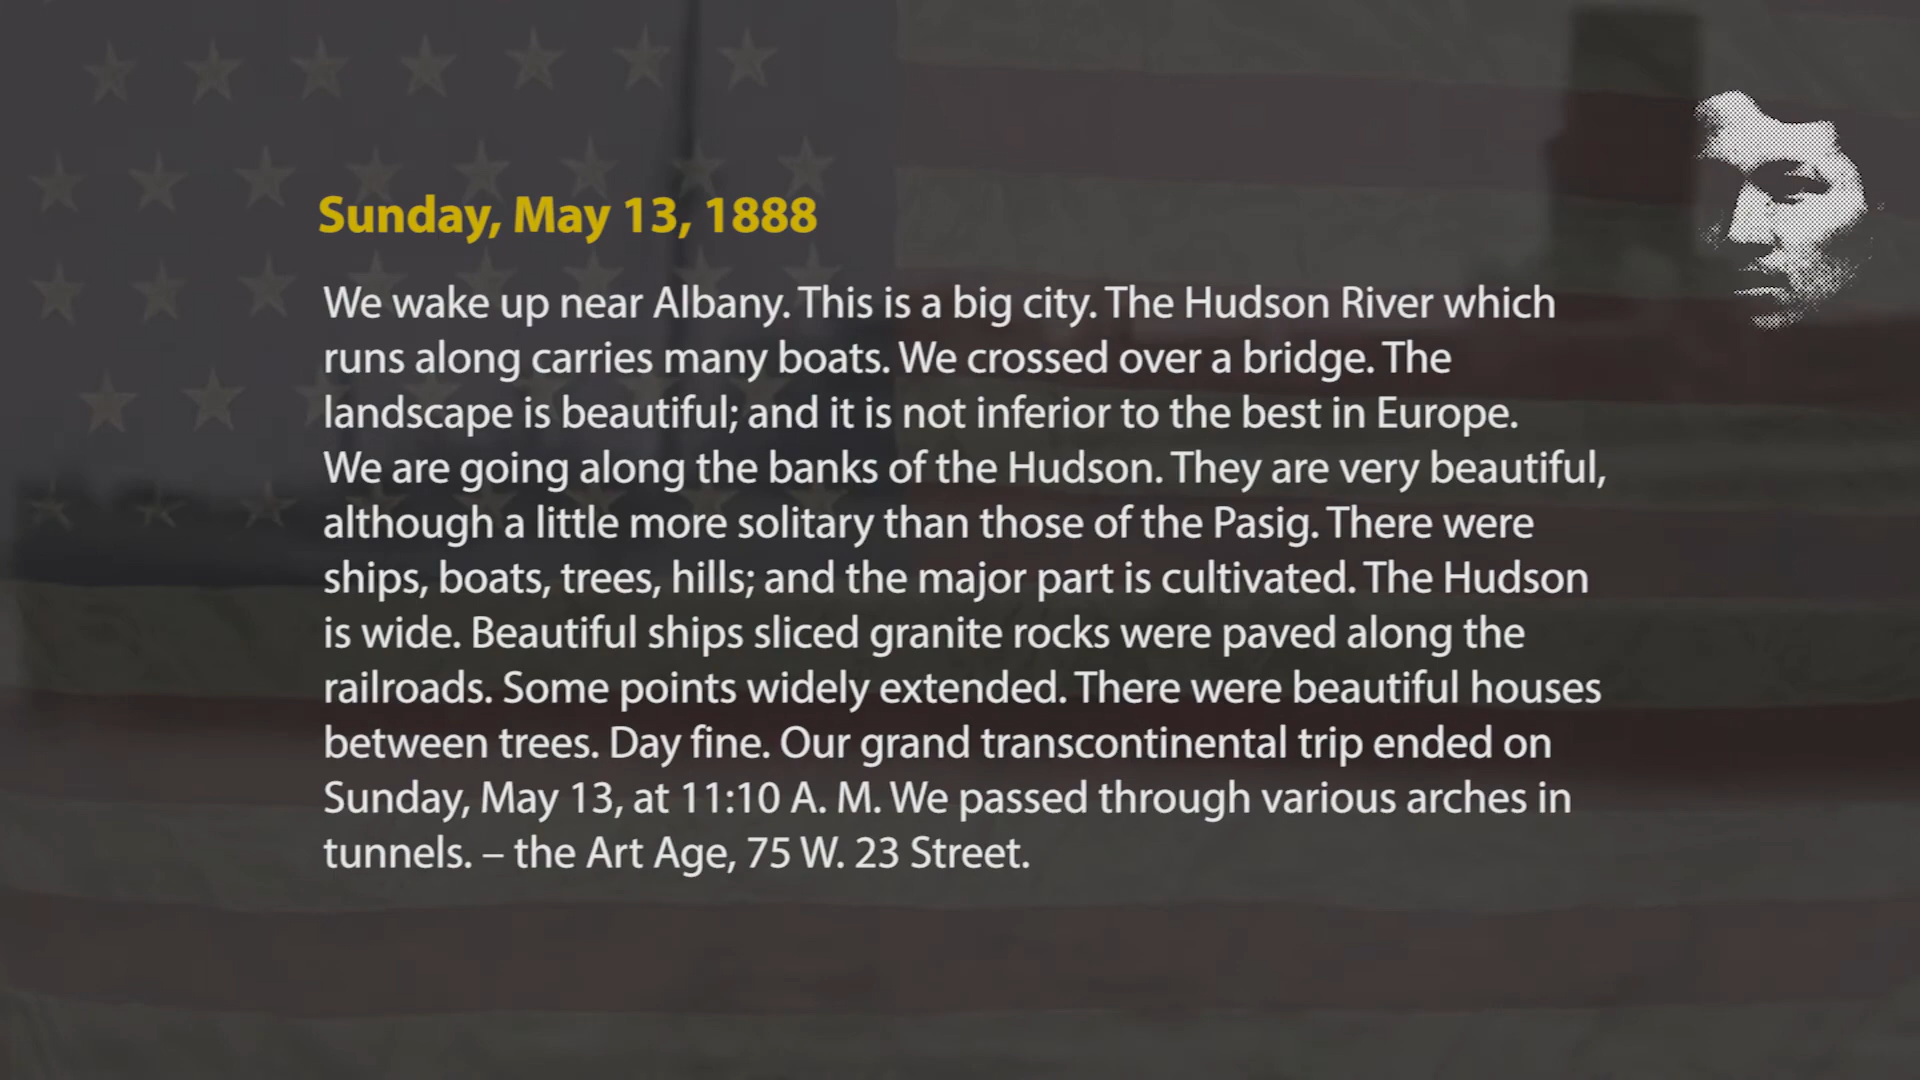 Sunday, May 13, 1888
We wake up near Albany. This is a big city. The Hudson River which
runs along carries many boats. We crossed over a bridge. The
landscape is beautiful; and it is not inferior to the best in Europe.
We are going along the banks of the Hudson. They are very beautiful,
although a little more solitary than those of the Pasig. There were
ships, boats, trees, hills; and the major part is cultivated. The Hudson
is wide. Beautiful ships sliced granite rocks were paved along the
railroads. Some points widely extended. There were beautiful houses
between trees. Day fine. Our grand transcontinental trip ended on
Sunday, May 13, at 11:10 A. M. We passed through various arches in
tunnels. – the Art Age, 75 W. 23 Street.